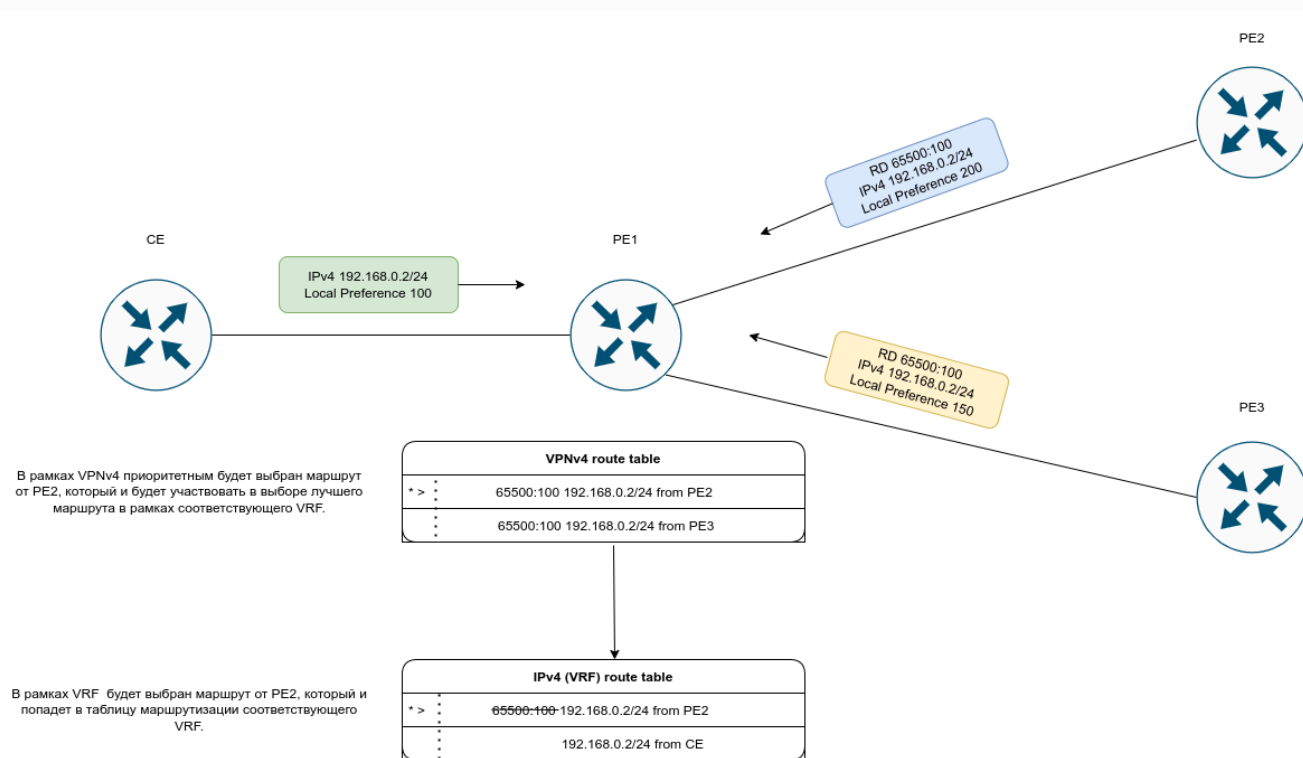 PE2
RD 65500:100
IPv4 192.168.0.2/24
Local Preference 200
CE
PE1
IPv4 192.168.0.2/24
Local Preference 100
RD 65500:100
IPv4 192.168.0.2/24
Local Preference 150
PE3
В рамках VPNv4 приоритетным будет выбран маршрут
от PE2, который и будет участвовать в выборе лучшего
маршрута в рамках соответствующего VRF.
VPNv4 route table
* > 65500:100 192.168.0.2/24 from PE2
65500:100 192.168.0.2/24 from PE3
В рамках VRF будет выбран маршрут от PE2, который и
попадет в таблицу маршрутизации соответствующего
VRF.
IPv4 (VRF) route table
* > 65500:100 192.168.0.2/24 from PE2
192.168.0.2/24 from CE